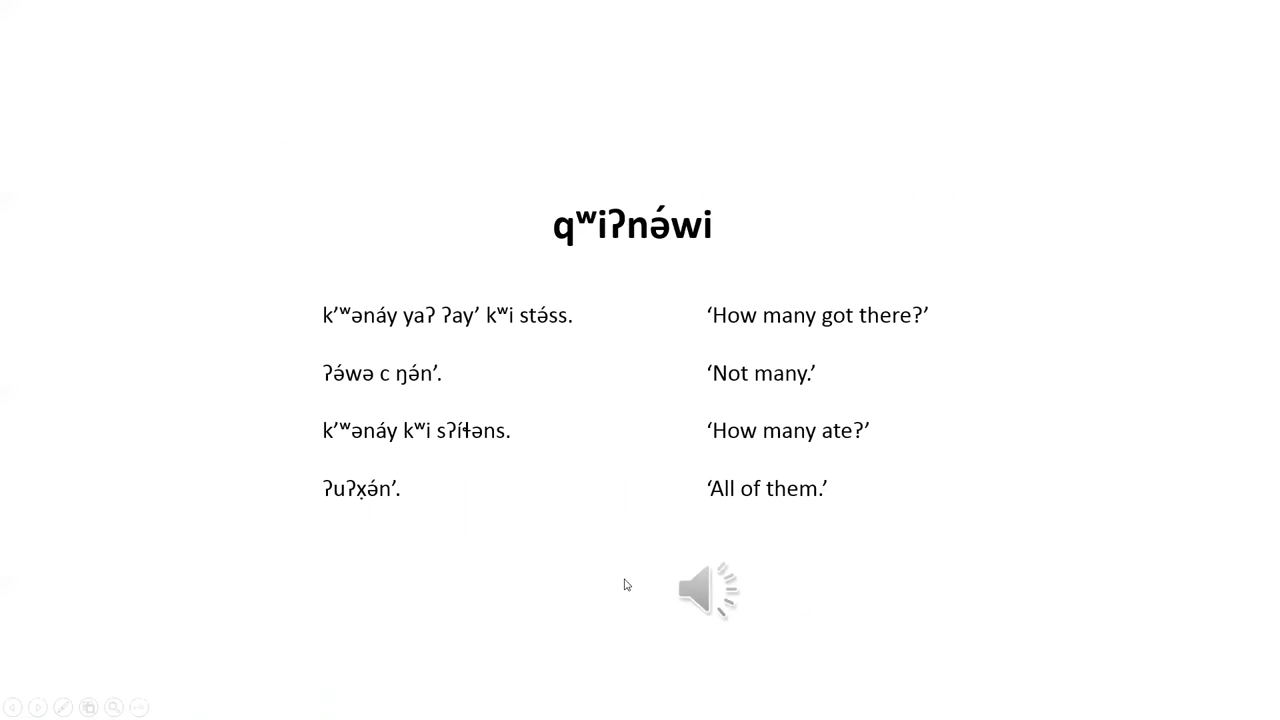 qʷiʔnə́wi
k’ʷənáy yaʔ ʔay’ kʷi stə́ss. ‘How many got there?’
ʔə́wə c ŋə́n’. ‘Not many.’
k’ʷənáy kʷi sʔíɬəns. ‘How many ate?’
ʔuʔx̣ə́n’. ‘All of them.’